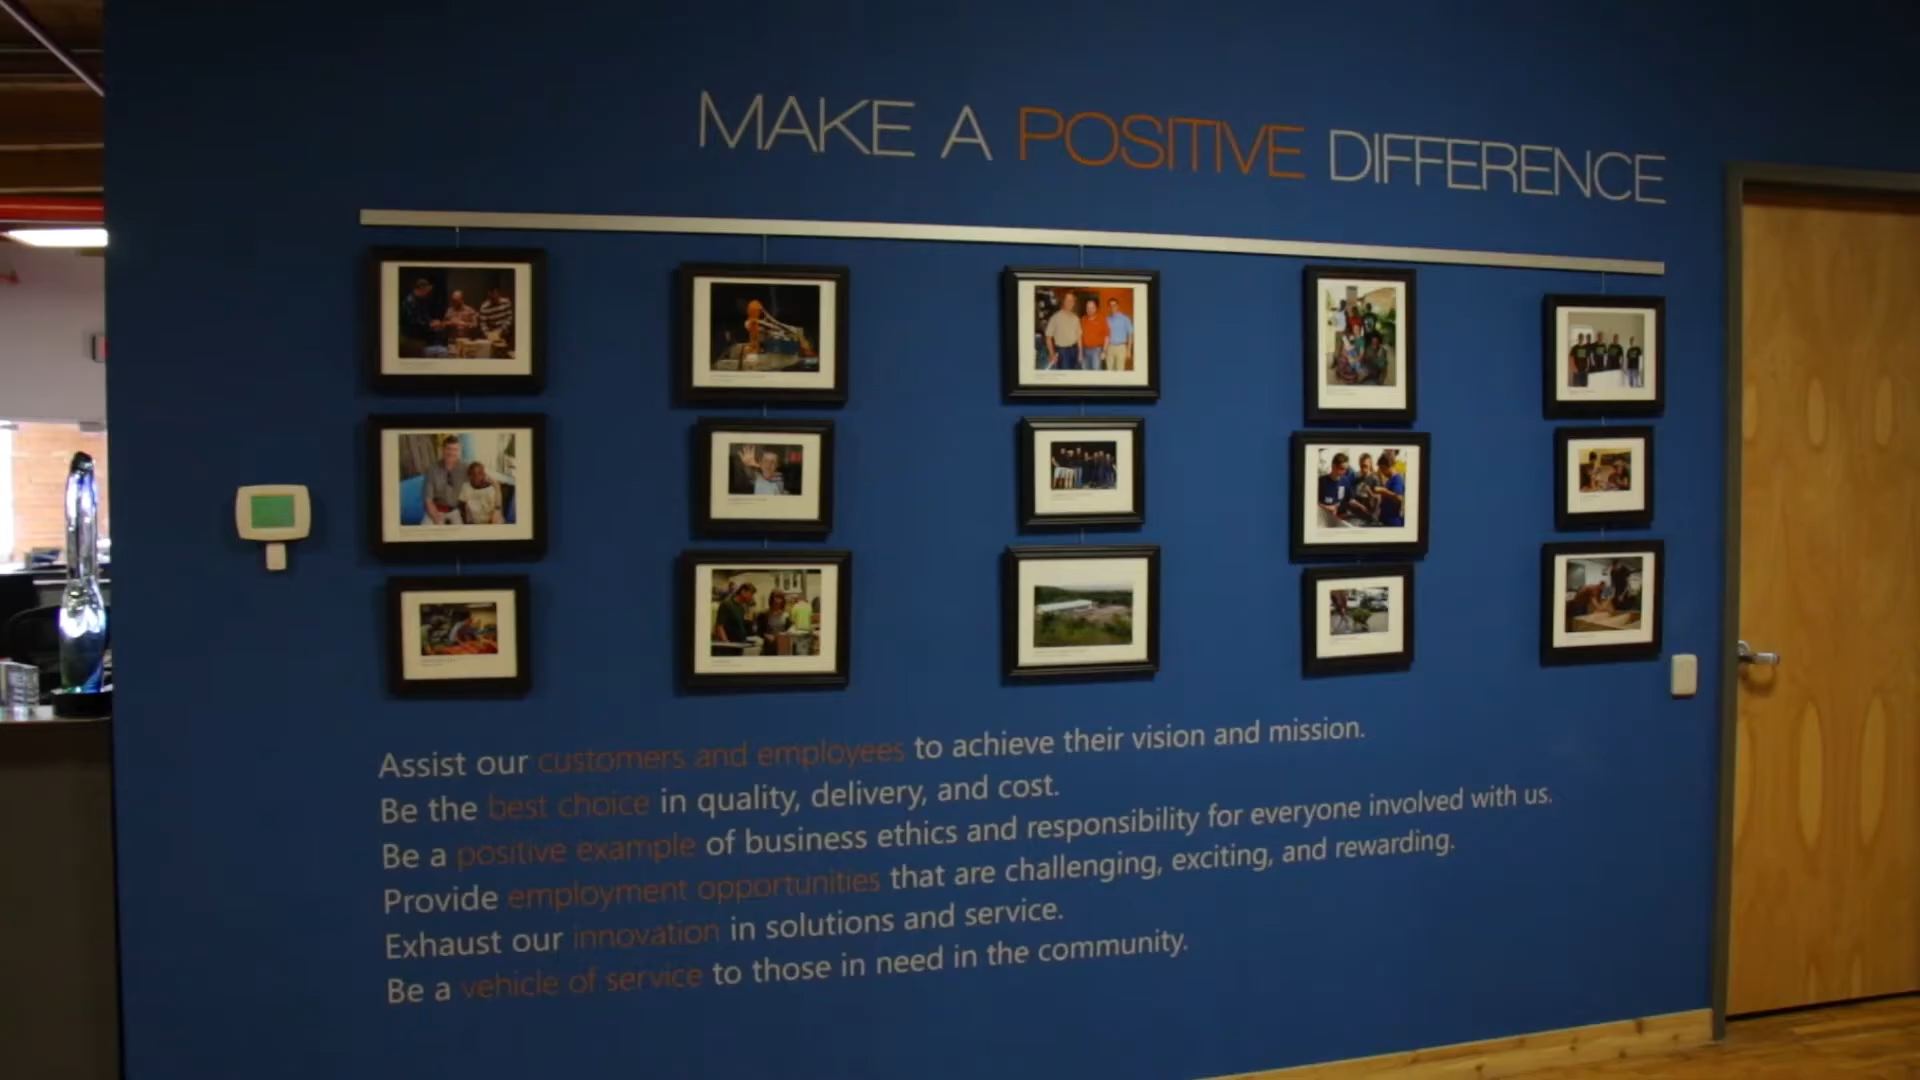 MAKE A POSITIVE DIFFERENCE
Assist our customers and employees to achieve their vision and mission.
Be the best choice in quality, delivery, and cost.
Be a positive example of business ethics and responsibility for everyone involved with us.
Provide employment opportunities that are challenging, exciting, and rewarding.
Exhaust our innovation in solutions and service.
Be a vehicle of service to those in need in the community.